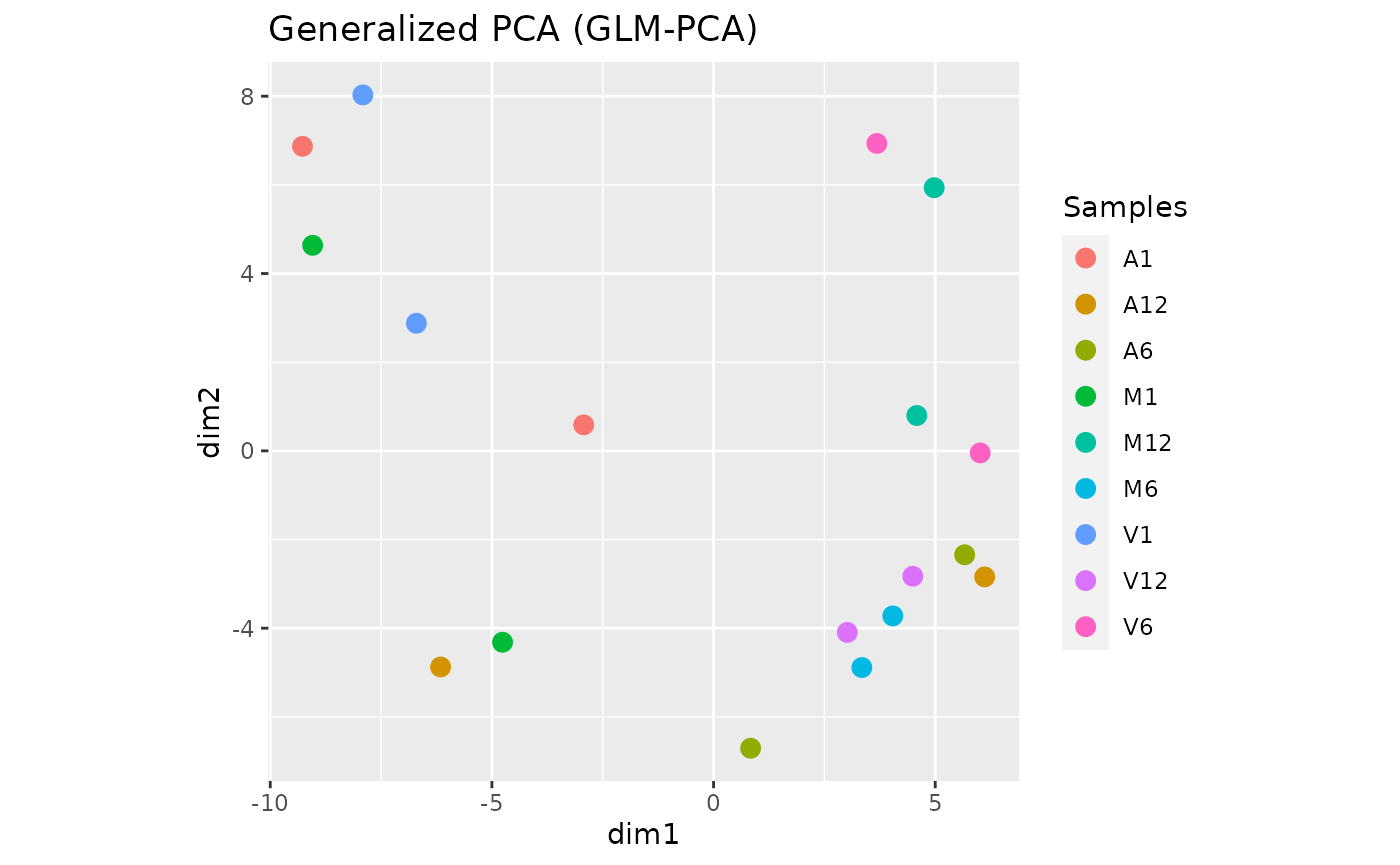 Generalized PCA (GLM-PCA)
8
4
0
-4
dim2
-10
-5
0
5
dim1
Samples
A1
A12
A6
M1
M12
M6
V1
V12
V6